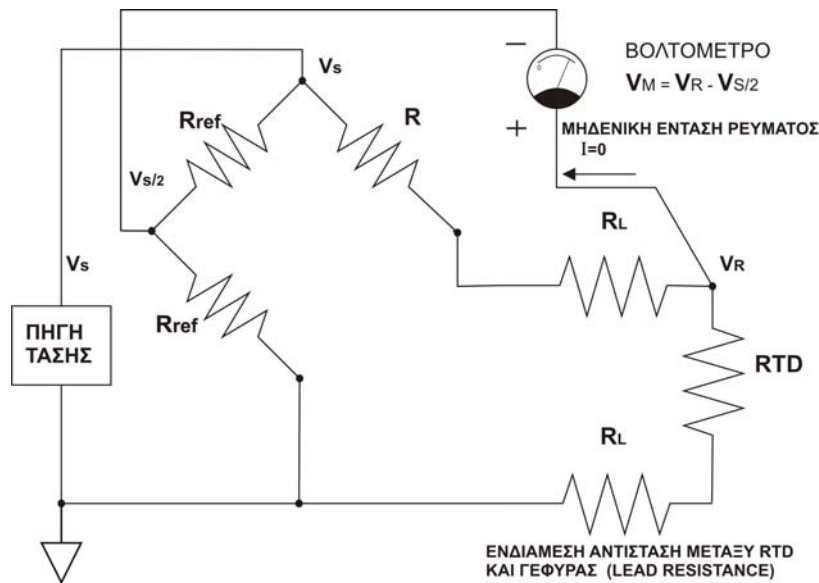 Vs
−
ΒΟΛΤΟΜΕΤΡΟ
VM = VR - VS/2
Rref
R
+
ΜΗΔΕΝΙΚΗ ΕΝΤΑΣΗ ΡΕΥΜΑΤΟΣ
I=0
Vs/2
RL
VR
Vs
Rref
ΠΗΓΗ
ΤΑΣΗΣ
RTD
RL
ΕΝΔΙΑΜΕΣΗ ΑΝΤΙΣΤΑΣΗ ΜΕΤΑΞΥ RTD
ΚΑΙ ΓΕΦΥΡΑΣ (LEAD RESISTANCE)